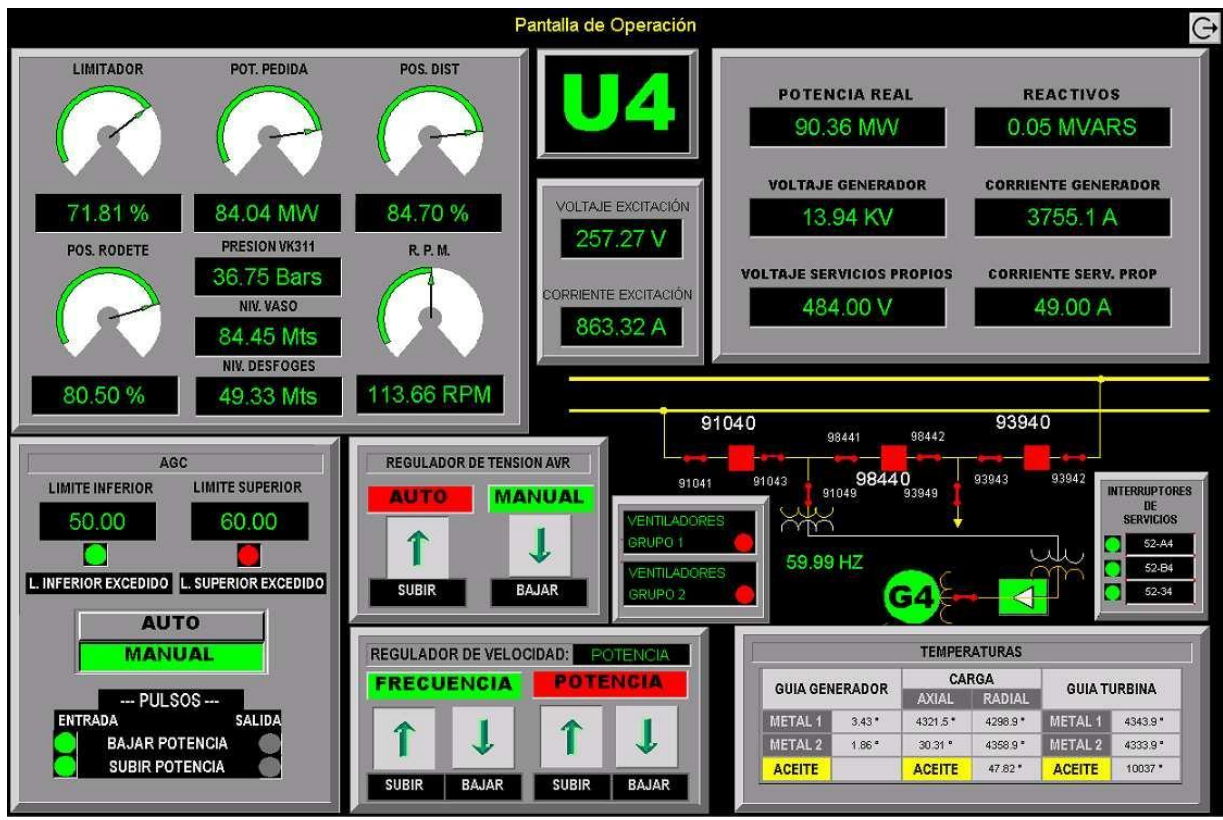 Pantalla de Operación
LIMITADOR
POT. PEDIDA
POS. DIST
71.81 %
84.04 MW
84.70 %
POS. RODETE
PRESION VK311
R. P. M.
36.75 Bars
NIV. VASO
84.45 Mts
NIV. DESFOGES
80.50 %
49.33 Mts
113.66 RPM
U4
VOLTAJE EXCITACIÓN
257.27 V
CORRIENTE EXCITACIÓN
863.32 A
POTENCIA REAL
REACTIVOS
90.36 MW
0.05 MVARS
VOLTAJE GENERADOR
CORRIENTE GENERADOR
13.94 KV
3755.1 A
VOLTAJE SERVICIOS PROPIOS
CORRIENTE SERV. PROP
484.00 V
49.00 A
AGC
LIMITE INFERIOR
LIMITE SUPERIOR
50.00
60.00
L. INFERIOR EXCEDIDO
L. SUPERIOR EXCEDIDO
AUTO
MANUAL
--- PULSOS ---
ENTRADA
SALIDA
BAJAR POTENCIA
SUBIR POTENCIA
REGULADOR DE TENSION AVR
AUTO
MANUAL
SUBIR
BAJAR
REGULADOR DE VELOCIDAD:
POTENCIA
FRECUENCIA
POTENCIA
SUBIR
BAJAR
SUBIR
BAJAR
91040
93940
98441
98442
91041
91043
98440
93943
93942
91049
93949
VENTILADORES
GRUPO 1
VENTILADORES
GRUPO 2
59.99 HZ
G4
INTERRUPTORES
DE
SERVICIOS
52-A4
52-B4
52-34
TEMPERATURAS
GUIA GENERADOR
CARGA
GUIA TURBINA
AXIAL
RADIAL
METAL 1
3.43 °
4321.5 °
4298.9 °
METAL 1
4343.9 °
METAL 2
1.86 °
30.31 °
4358.9 °
METAL 2
4333.9 °
ACEITE
ACEITE
47.82 °
ACEITE
10037 °